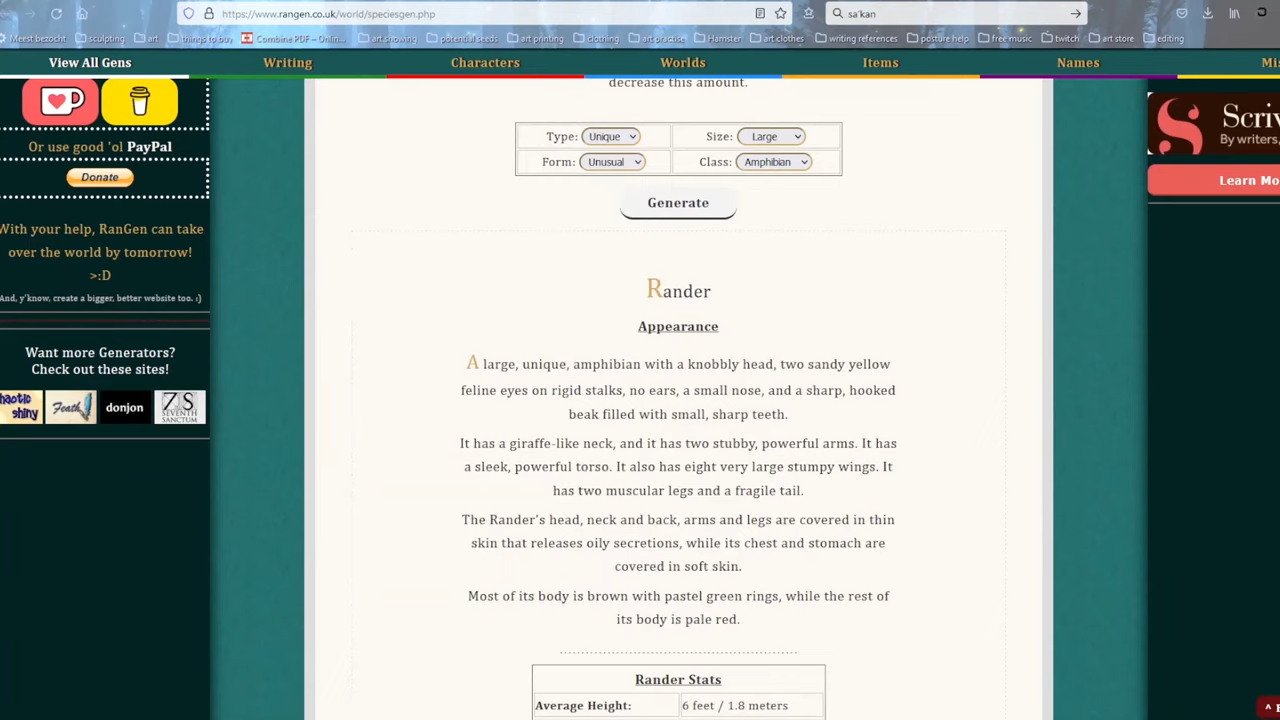 https://www.rangen.co.uk/world/speciesgen.php
sa'kan
Meest bezocht sculpting art things to buy Combine PDF – Onlin... art showing potential seeds art printing clothing art practise Hamster art clothes writing references posture help free music twitch art store editing
View All Gens Writing Characters Worlds Items Names
decrease this amount.
Type: Unique Size: Large
Form: Unusual Class: Amphibian
Generate
Or use good 'ol PayPal
Donate
With your help, RanGen can take
over the world by tomorrow!
>:D
And, y'know, create a bigger, better website too. ;)
Want more Generators?
Check out these sites!
chaotic
shiny
Feath
donjon
7S
SEVENTH
SANCTUM
Rander
Appearance
A large, unique, amphibian with a knobbly head, two sandy yellow
feline eyes on rigid stalks, no ears, a small nose, and a sharp, hooked
beak filled with small, sharp teeth.
It has a giraffe-like neck, and it has two stubby, powerful arms. It has
a sleek, powerful torso. It also has eight very large stumpy wings. It
has two muscular legs and a fragile tail.
The Rander's head, neck and back, arms and legs are covered in thin
skin that releases oily secretions, while its chest and stomach are
covered in soft skin.
Most of its body is brown with pastel green rings, while the rest of
its body is pale red.
Rander Stats
Average Height: 6 feet / 1.8 meters
Scriv
By writers,
Learn Mo